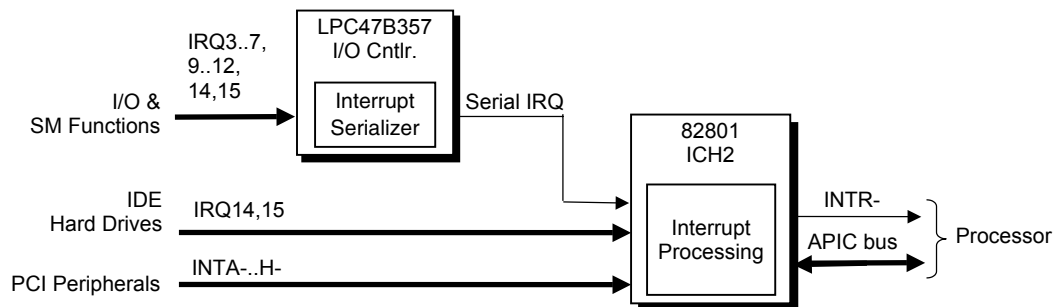 LPC47B357
I/O Cntlr.
IRQ3..7,
9..12,
14,15
I/O &
SM Functions
Interrupt
Serializer
Serial IRQ
82801
ICH2
IDE
Hard Drives
IRQ14,15
Interrupt
Processing
INTR-
APIC bus
Processor
PCI Peripherals
INTA-..H-